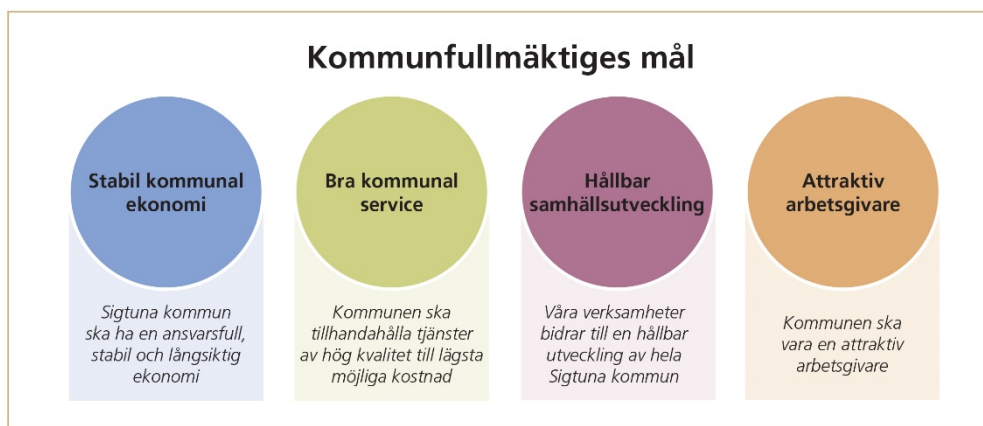 Kommunfullmäktiges mål
Stabil kommunal
ekonomi
Sigtuna kommun
ska ha en ansvarsfull,
stabil och långsiktig
ekonomi
Bra kommunal
service
Kommunen ska
tillhandahålla tjänster
av hög kvalitet till lägsta
möjliga kostnad
Hållbar
samhällsutveckling
Våra verksamheter
bidrar till en hållbar
utveckling av hela
Sigtuna kommun
Attraktiv
arbetsgivare
Kommunen ska
vara en attraktiv
arbetsgivare